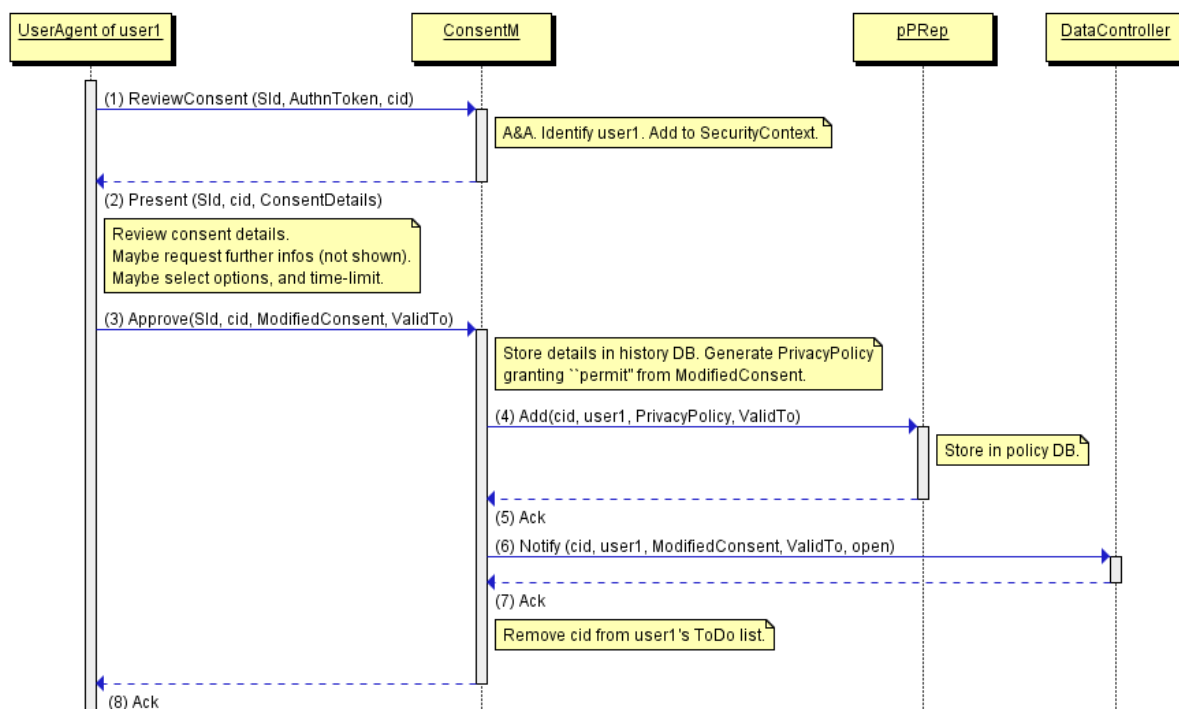 UserAgent of user1
ConsentM
pPRep
DataController
(1) ReviewConsent (SId, AuthnToken, cid)
A&A. Identify user1. Add to SecurityContext.
(2) Present (SId, cid, ConsentDetails)
Review consent details.
Maybe request further infos (not shown).
Maybe select options, and time-limit.
(3) Approve(SId, cid, ModifiedConsent, ValidTo)
Store details in history DB. Generate PrivacyPolicy
granting ``permit'' from ModifiedConsent.
(4) Add(cid, user1, PrivacyPolicy, ValidTo)
Store in policy DB.
(5) Ack
(6) Notify (cid, user1, ModifiedConsent, ValidTo, open)
(7) Ack
Remove cid from user1's ToDo list.
(8) Ack